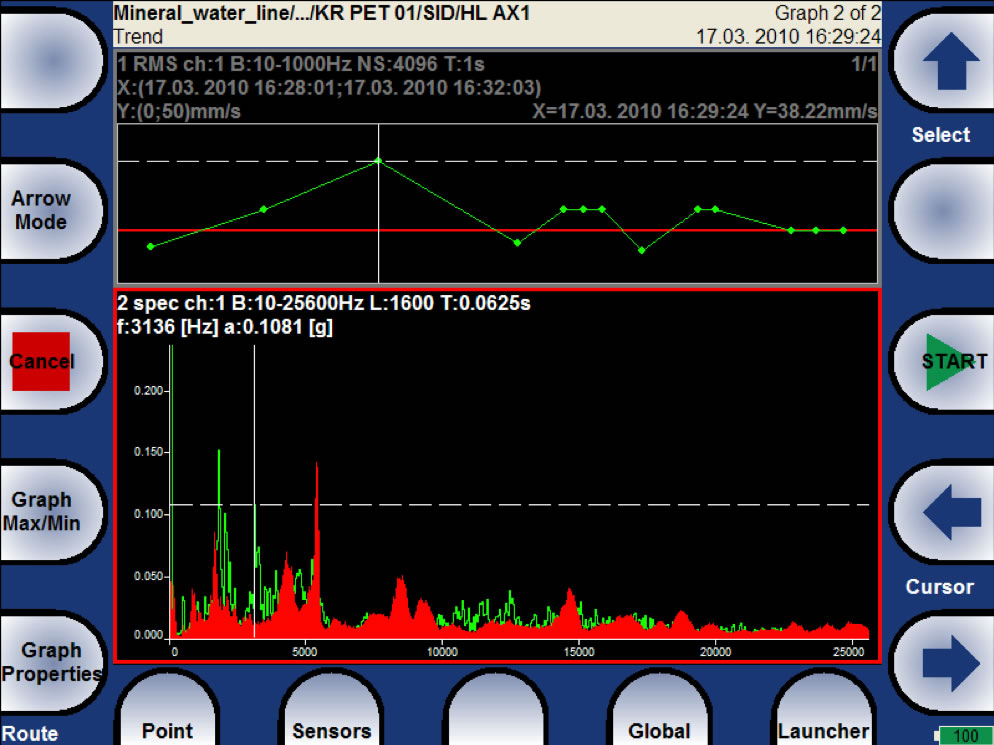 Mineral_water_line/.../KR PET 01/SID/HL AX1 Graph 2 of 2
Trend 17.03. 2010 16:29:24
1 RMS ch:1 B:10-1000Hz NS:4096 T:1s 1/1
X:(17.03. 2010 16:28:01;17.03. 2010 16:32:03)
Y:(0;50)mm/s X=17.03. 2010 16:29:24 Y=38.22mm/s
2 spec ch:1 B:10-25600Hz L:1600 T:0.0625s
f:3136 [Hz] a:0.1081 [g]
0.200
0.150
0.100
0.050
0.000
0 5000 10000 15000 20000 25000
Arrow
Mode
Cancel
Graph
Max/Min
Graph
Properties
Route
Select
START
Cursor
Point Sensors Global Launcher
100